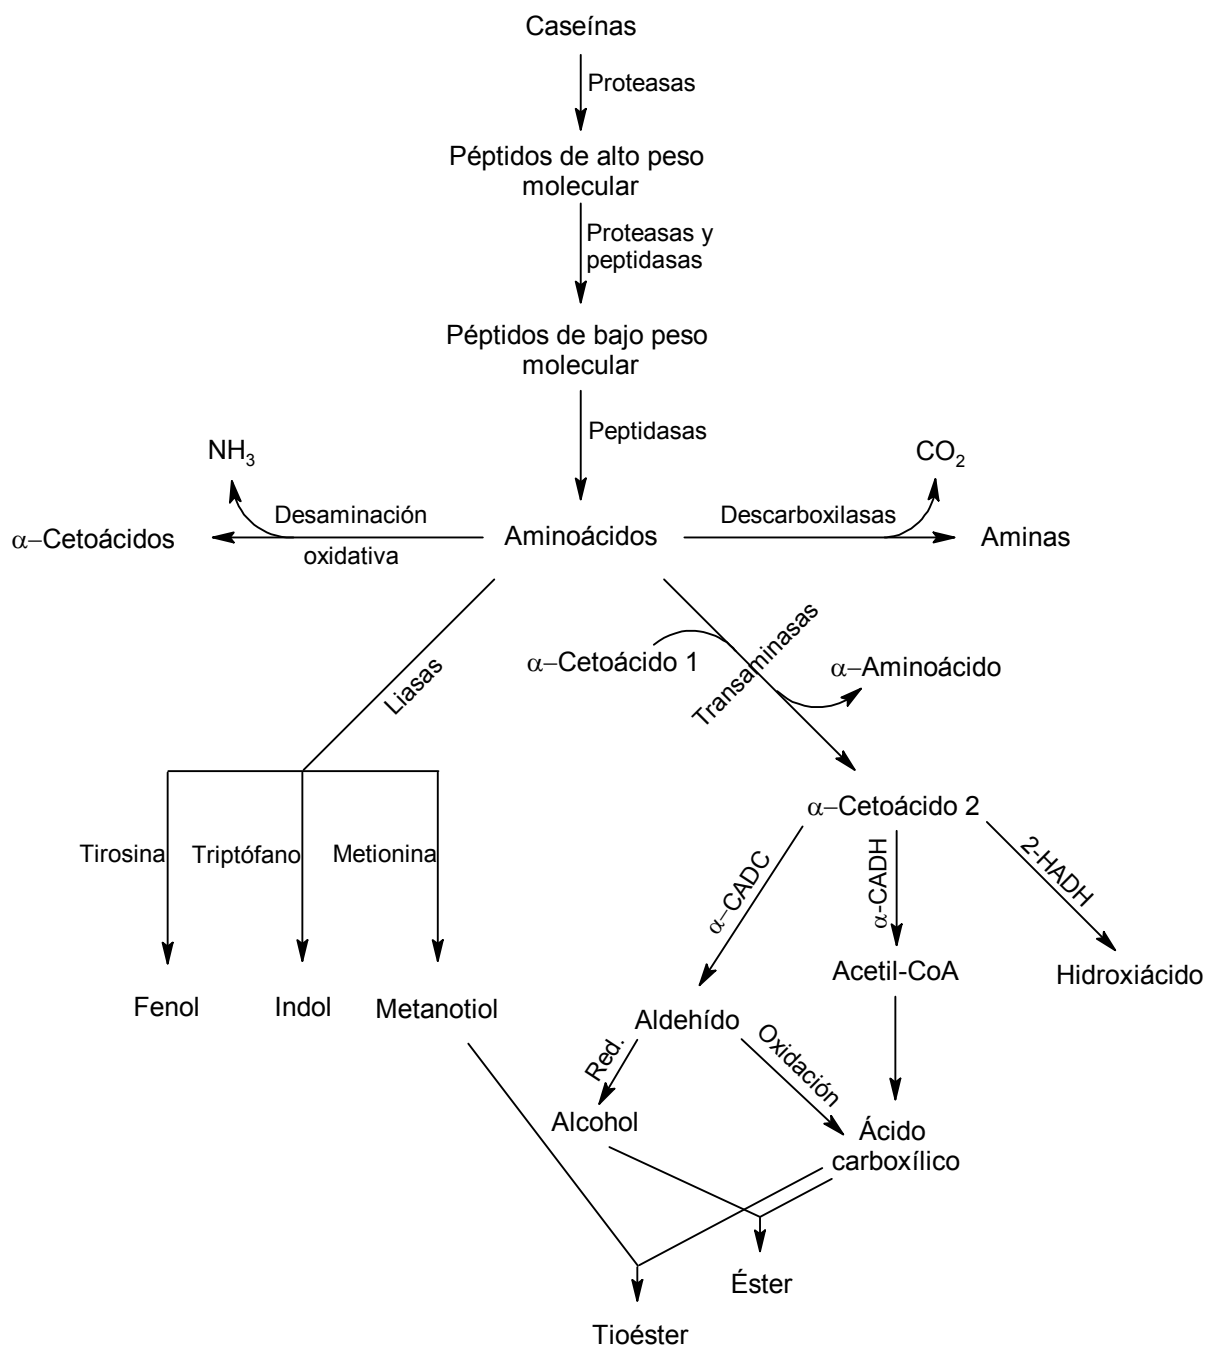 Caseínas
Proteasas
Péptidos de alto peso
molecular
Proteasas y
peptidasas
Péptidos de bajo peso
molecular
Peptidasas
NH3
CO2
Desaminación
oxidativa
Descarboxilasas
α–Cetoácidos
Aminoácidos
Aminas
Liasas
α–Cetoácido 1
Transaminasas
α–Aminoácido
α–Cetoácido 2
Tirosina
Triptófano
Metionina
α–CADC
α-CADH
2-HADH
Fenol
Indol
Metanotiol
Aldehído
Acetil-CoA
Hidroxiácido
Red.
Oxidación
Alcohol
Ácido
carboxílico
Éster
Tioéster